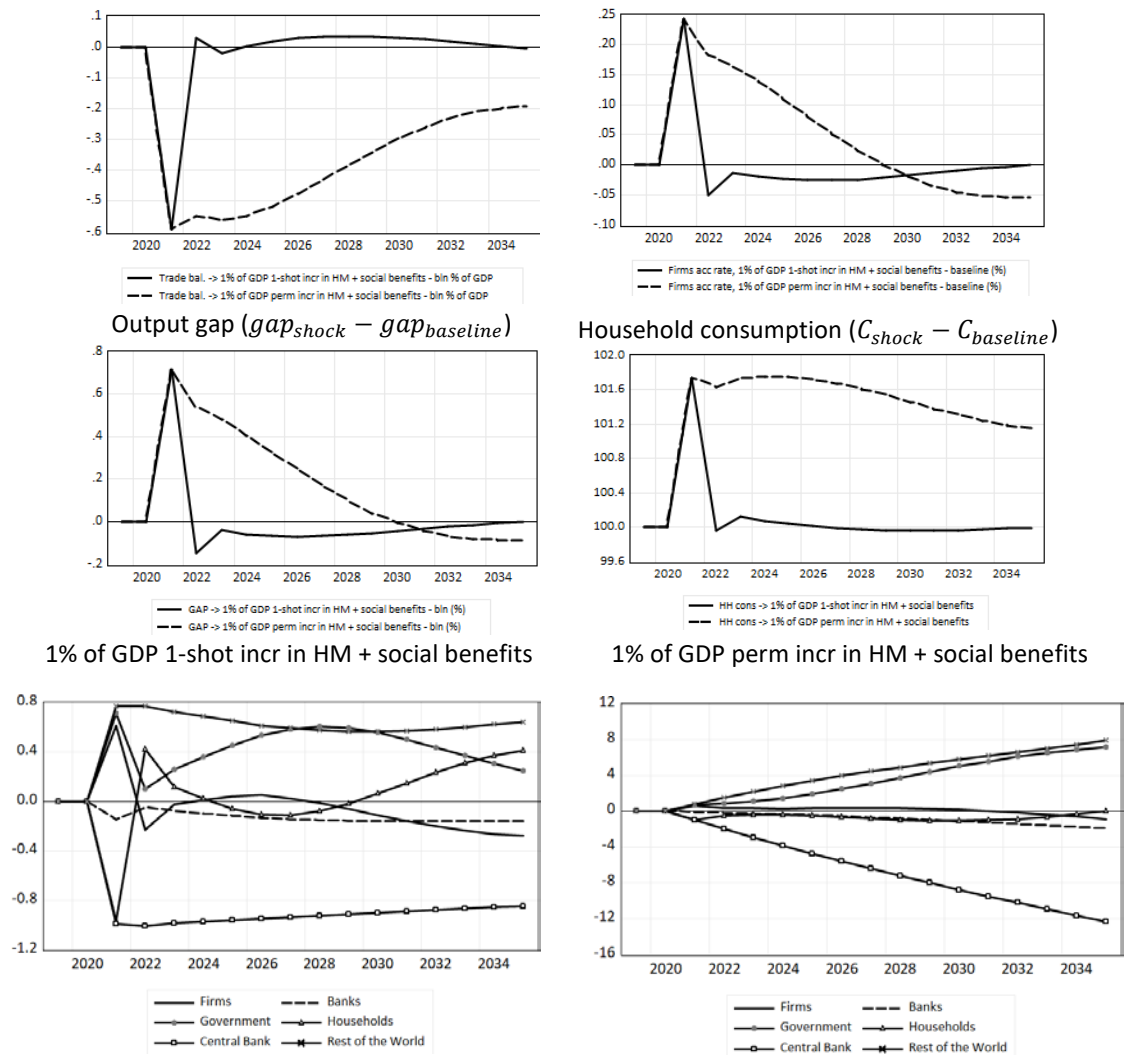 .1
.0
-.1
-.2
-.3
-.4
-.5
-.6
2020 2022 2024 2026 2028 2030 2032 2034
Trade bal. -> 1% of GDP 1-shot incr in HM + social benefits - bln % of GDP
Trade bal. -> 1% of GDP perm incr in HM + social benefits - bln % of GDP
.25
.20
.15
.10
.05
.00
-.05
-.10
2020 2022 2024 2026 2028 2030 2032 2034
Firms acc rate, 1% of GDP 1-shot incr in HM + social benefits - baseline (%)
Firms acc rate, 1% of GDP perm incr in HM + social benefits - baseline (%)
Output gap (gap_shock − gap_baseline)
.8
.6
.4
.2
.0
-.2
2020 2022 2024 2026 2028 2030 2032 2034
GAP -> 1% of GDP 1-shot incr in HM + social benefits - bln (%)
GAP -> 1% of GDP perm incr in HM + social benefits - bln (%)
Household consumption (C_shock − C_baseline)
102.0
101.6
101.2
100.8
100.4
100.0
99.6
2020 2022 2024 2026 2028 2030 2032 2034
HH cons -> 1% of GDP 1-shot incr in HM + social benefits
HH cons -> 1% of GDP perm incr in HM + social benefits
1% of GDP 1-shot incr in HM + social benefits
0.8
0.4
0.0
-0.4
-0.8
-1.2
2020 2022 2024 2026 2028 2030 2032 2034
Firms Banks
Government Households
Central Bank Rest of the World
1% of GDP perm incr in HM + social benefits
12
8
4
0
-4
-8
-12
-16
2020 2022 2024 2026 2028 2030 2032 2034
Firms Banks
Government Households
Central Bank Rest of the World